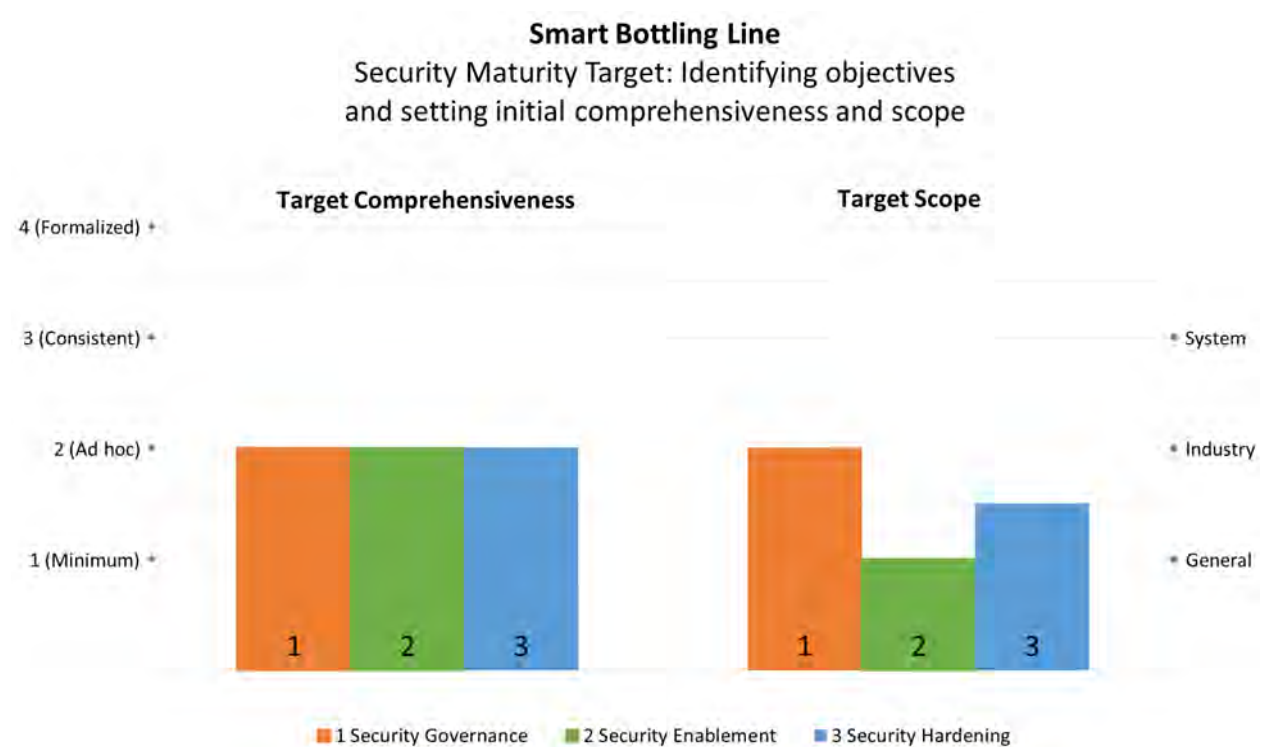 Smart Bottling Line
Security Maturity Target: Identifying objectives
and setting initial comprehensiveness and scope
Target Comprehensiveness
Target Scope
4 (Formalized)
3 (Consistent)
System
2 (Ad hoc)
Industry
1 (Minimum)
General
1 2 3
1 2 3
1 Security Governance 2 Security Enablement 3 Security Hardening